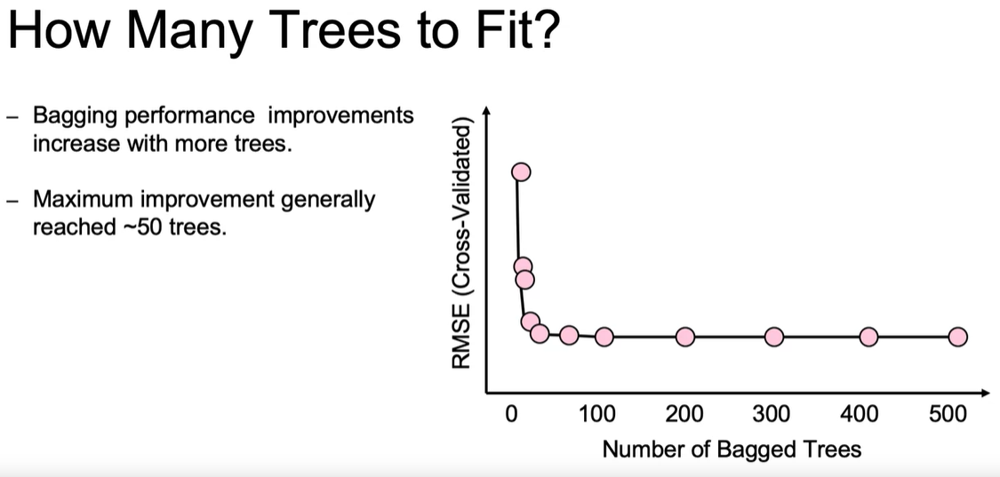 How Many Trees to Fit?
– Bagging performance improvements
increase with more trees.
– Maximum improvement generally
reached ~50 trees.
RMSE (Cross-Validated)
0 100 200 300 400 500
Number of Bagged Trees